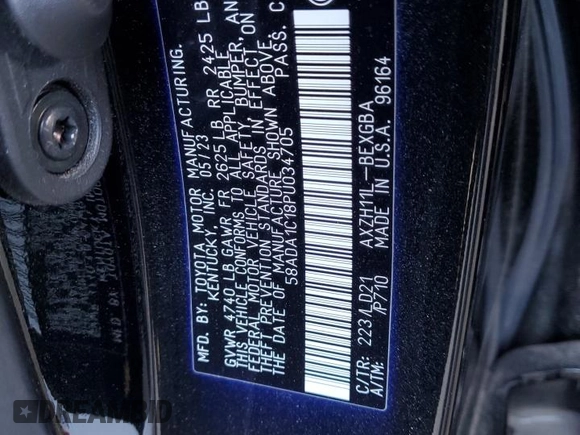 MFD. BY: TOYOTA MOTOR MANUFACTURING.
KENTUCKY, INC. 05/23
GVWR 4740 LB GAWR FR 2625 LB RR 2425 LB
THIS VEHICLE CONFORMS TO ALL APPLICABLE
FEDERAL MOTOR VEHICLE SAFETY, BUMPER, AN
THEFT PREVENTION STANDARDS IN EFFECT ON
THE DATE OF MANUFACTURE SHOWN ABOVE
58ADA1C18PU034705 PASS. C
C/TR: 223 /LD21 AXZH11L-BEXGBA
A/TM: /P710 MADE IN U.S.A. 96164
DREAMBID